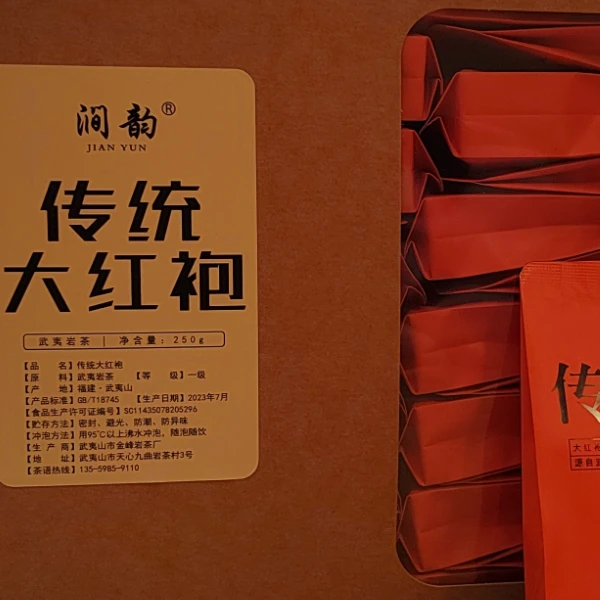 涧韵®
JIAN YUN
传统
大红袍
武夷岩茶 | 净含量：250g
【品　　名】传统大红袍
【原　　料】武夷岩茶 【等　　级】一级
【产　　地】福建·武夷山
【产品标准】GB/T18745 【生产日期】2023年7月
【食品生产许可证编号】SC11435078205296
【贮存方法】密封、避光、防潮、防异味
【冲泡方法】用95℃以上沸水冲泡，随泡随饮
【生 产 商】武夷山市金峰岩茶厂
【地　　址】武夷山市天心九曲岩茶村3号
【茶语热线】135-5985-9110
传
大红袍
源自